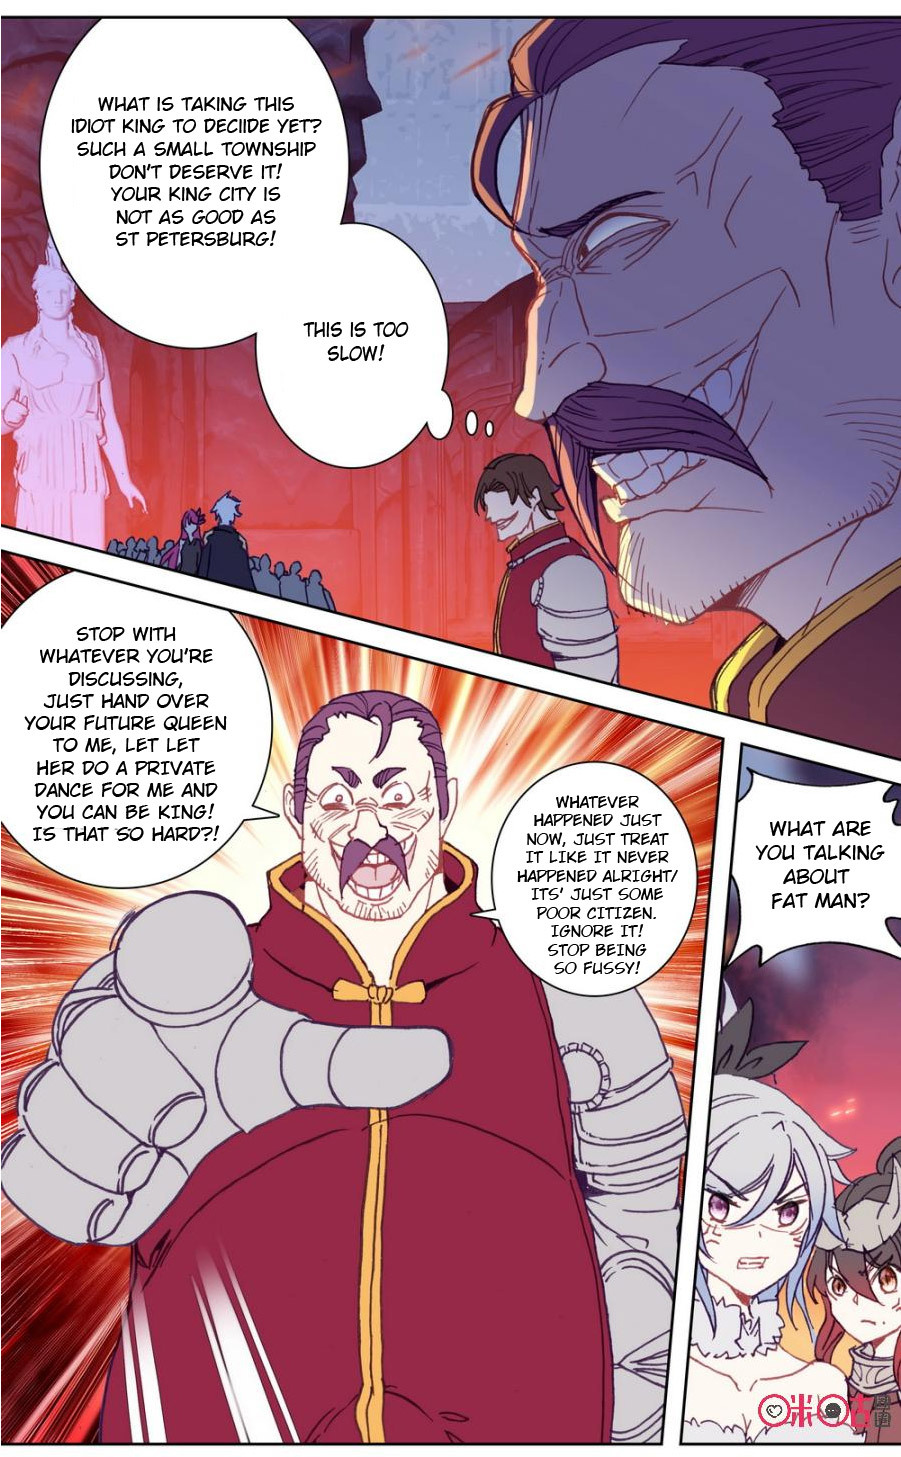 WHAT IS TAKING THIS
IDIOT KING TO DECIIDE YET?
SUCH A SMALL TOWNSHIP
DON'T DESERVE IT!
YOUR KING CITY IS
NOT AS GOOD AS
ST PETERSBURG!
THIS IS TOO
SLOW!
STOP WITH
WHATEVER YOU'RE
DISCUSSING,
JUST HAND OVER
YOUR FUTURE QUEEN
TO ME, LET LET
HER DO A PRIVATE
DANCE FOR ME AND
YOU CAN BE KING!
IS THAT SO HARD?!
WHATEVER
HAPPENED JUST
NOW, JUST TREAT
IT LIKE IT NEVER
HAPPENED ALRIGHT/
ITS' JUST SOME
POOR CITIZEN.
IGNORE IT!
STOP BEING
SO FUSSY!
WHAT ARE
YOU TALKING
ABOUT
FAT MAN?
咪咕